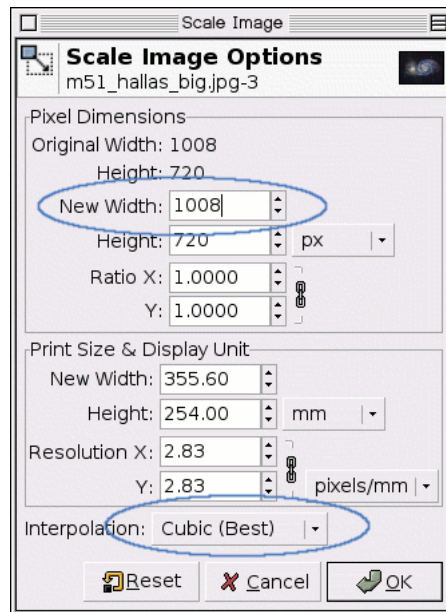 Scale Image
Scale Image Options
m51_hallas_big.jpg-3
Pixel Dimensions
Original Width: 1008
Height: 720
New Width: 1008
Height: 720 px
Ratio X: 1.0000
Y: 1.0000
Print Size & Display Unit
New Width: 355.60
Height: 254.00 mm
Resolution X: 2.83
Y: 2.83 pixels/mm
Interpolation: Cubic (Best)
Reset Cancel OK